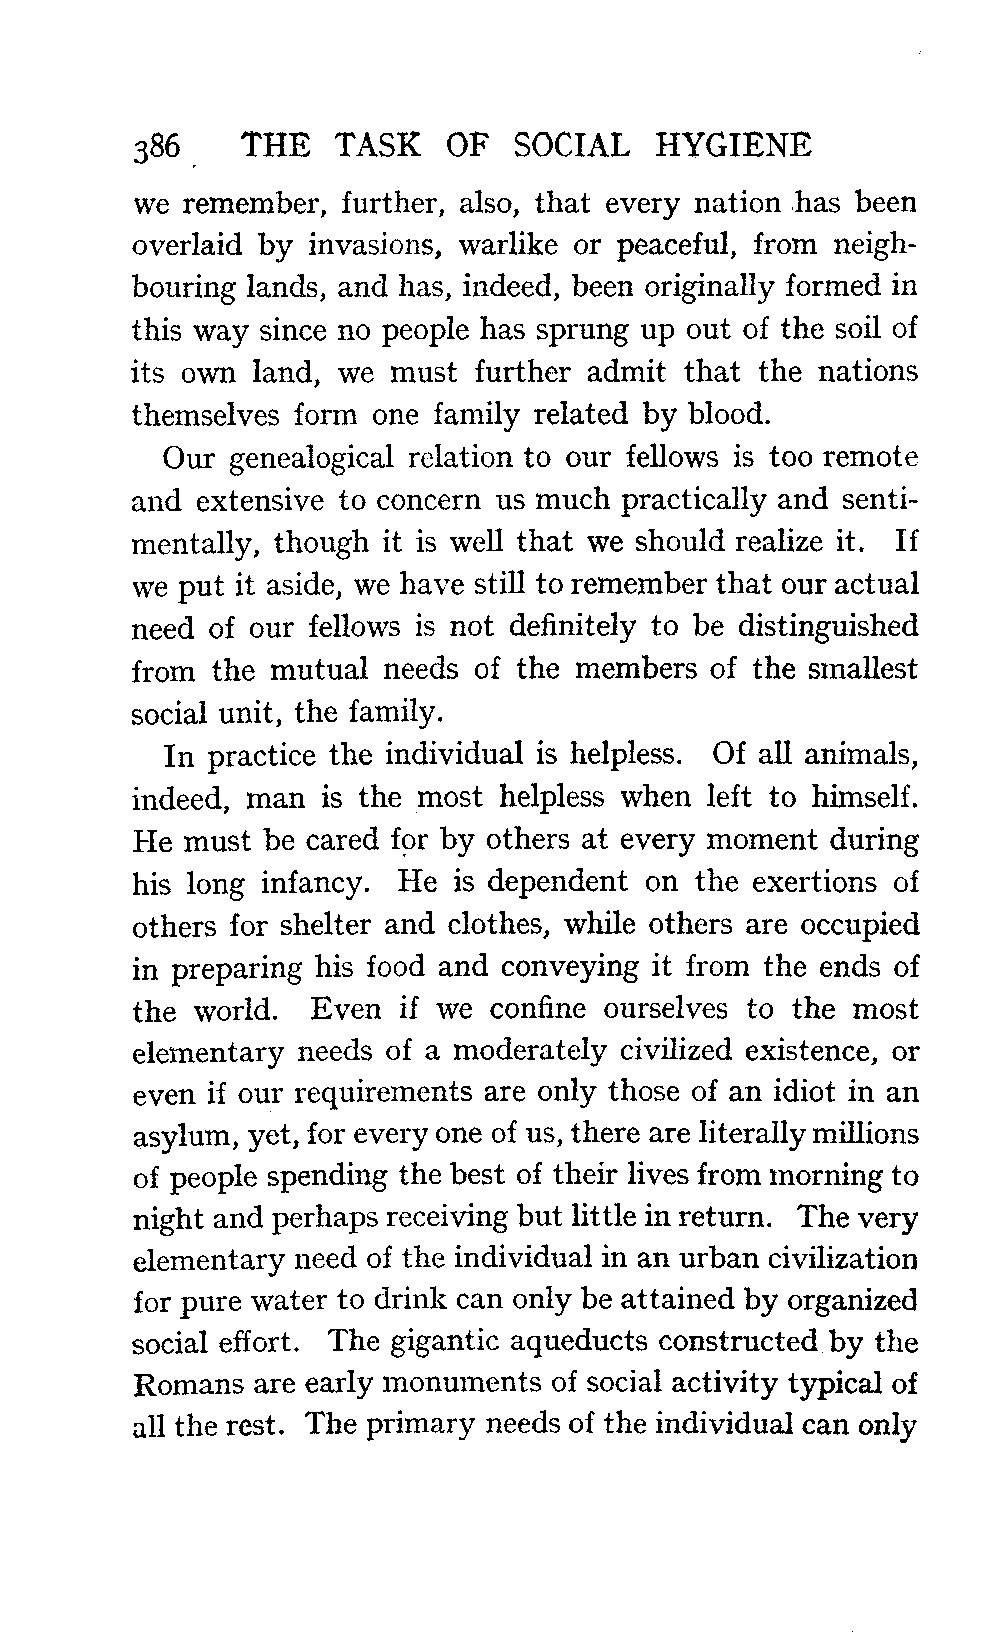 386 THE TASK OF SOCIAL HYGIENE
we remember, further, also, that every nation has been
overlaid by invasions, warlike or peaceful, from neigh-
bouring lands, and has, indeed, been originally formed in
this way since no people has sprung up out of the soil of
its own land, we must further admit that the nations
themselves form one family related by blood.
Our genealogical relation to our fellows is too remote
and extensive to concern us much practically and senti-
mentally, though it is well that we should realize it. If
we put it aside, we have still to remember that our actual
need of our fellows is not definitely to be distinguished
from the mutual needs of the members of the smallest
social unit, the family.
In practice the individual is helpless. Of all animals,
indeed, man is the most helpless when left to himself.
He must be cared for by others at every moment during
his long infancy. He is dependent on the exertions of
others for shelter and clothes, while others are occupied
in preparing his food and conveying it from the ends of
the world. Even if we confine ourselves to the most
elementary needs of a moderately civilized existence, or
even if our requirements are only those of an idiot in an
asylum, yet, for every one of us, there are literally millions
of people spending the best of their lives from morning to
night and perhaps receiving but little in return. The very
elementary need of the individual in an urban civilization
for pure water to drink can only be attained by organized
social effort. The gigantic aqueducts constructed by the
Romans are early monuments of social activity typical of
all the rest. The primary needs of the individual can only